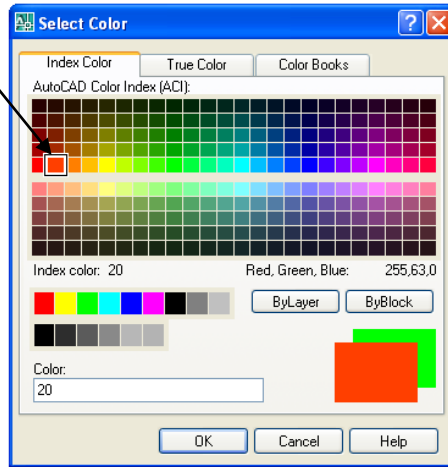 Select Color
Index Color True Color Color Books
AutoCAD Color Index (ACI):
Index color: 20 Red, Green, Blue: 255,63,0
ByLayer ByBlock
Color:
20
OK Cancel Help